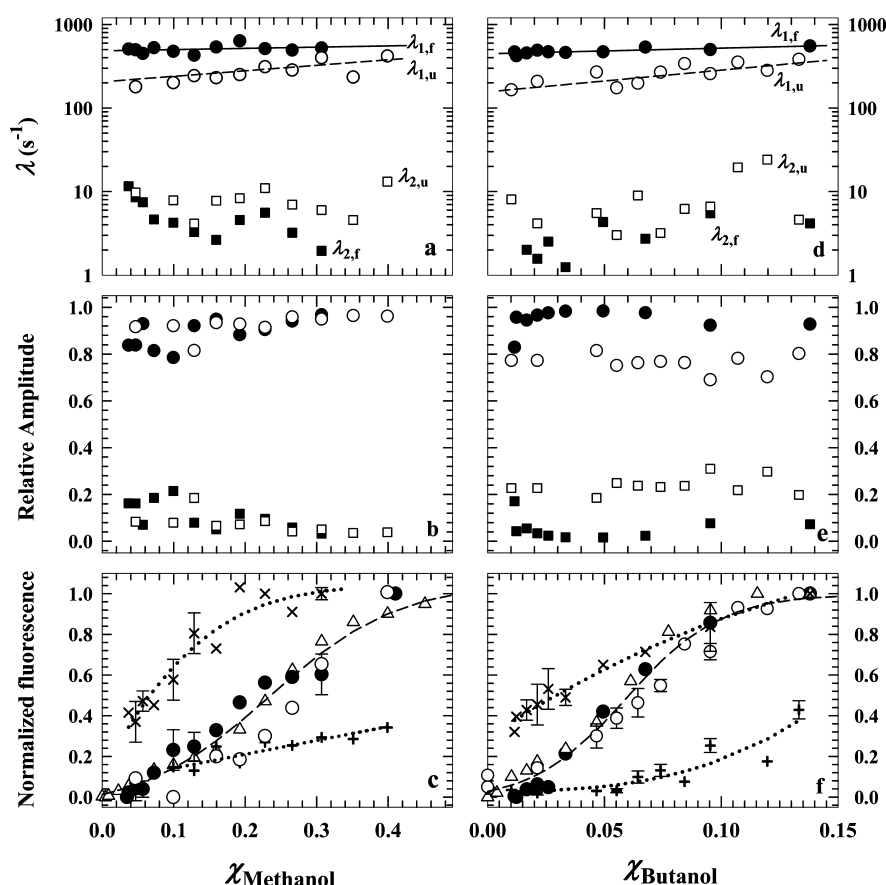 1000
100
10
1
λ (s⁻¹)
λ1,f
λ1,u
λ2,u
λ2,f
a
λ1,f
λ1,u
λ2,u
λ2,f
d
1000
100
10
1
1.0
0.8
0.6
0.4
0.2
0.0
Relative Amplitude
b
e
1.0
0.8
0.6
0.4
0.2
0.0
1.0
0.8
0.6
0.4
0.2
0.0
Normalized fluorescence
c
f
1.0
0.8
0.6
0.4
0.2
0.0
0.0 0.1 0.2 0.3 0.4
0.00 0.05 0.10 0.15
χMethanol
χButanol